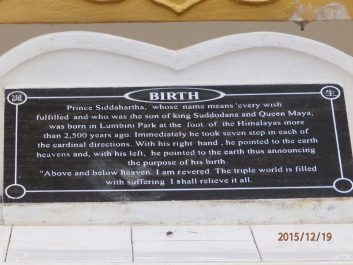 誕 BIRTH 生
Prince Siddahartha, whose name means 'every wish
fulfilled and who was the son of king Suddodana and Queen Maya,
was born in Lumbini Park at the foot of the Himalayas more
than 2,500 years ago. Immediately he took seven step in each of
the cardinal directions. With his right hand , he pointed to the earth
heavens and, with his left, he pointed to the earth thus announcing
the purpose of his birth.
"Above and below heaven. I am revered The triple world is filled
with suffering I shall relieve it all.
2015/12/19